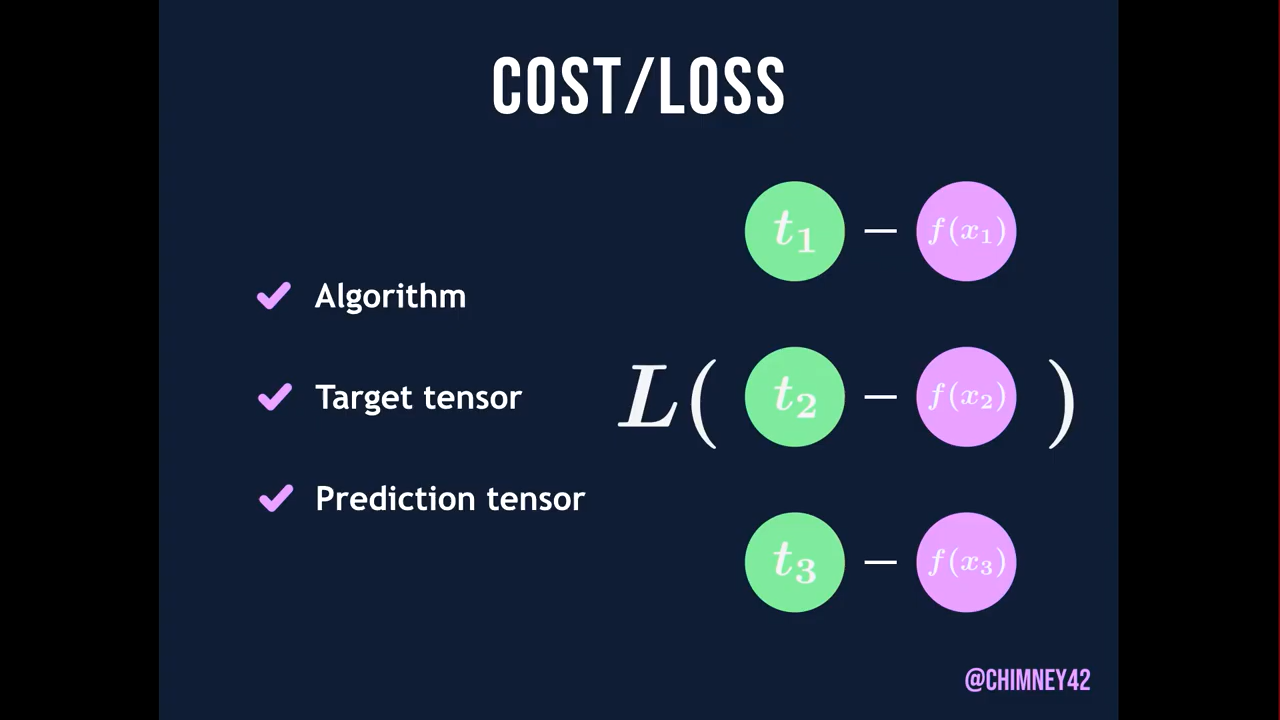 COST/LOSS
Algorithm
Target tensor
Prediction tensor
t₁ – f(x₁)
L( t₂ – f(x₂) )
t₃ – f(x₃)
@CHIMNEY42